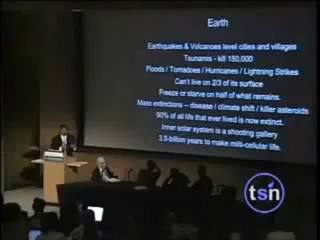 Earth
Earthquakes & Volcanoes level cities and villages
Tsunamis - kill 150,000
Floods / Tornadoes / Hurricanes / Lightning Strikes
Can't live on 2/3 of its surface
Freeze or starve on half of what remains.
Mass extinctions -- disease / climate shift / killer asteroids
90% of all life that ever lived is now extinct.
Inner solar system is a shooting gallery
3.5-billion years to make milti-cellular life.
tsn